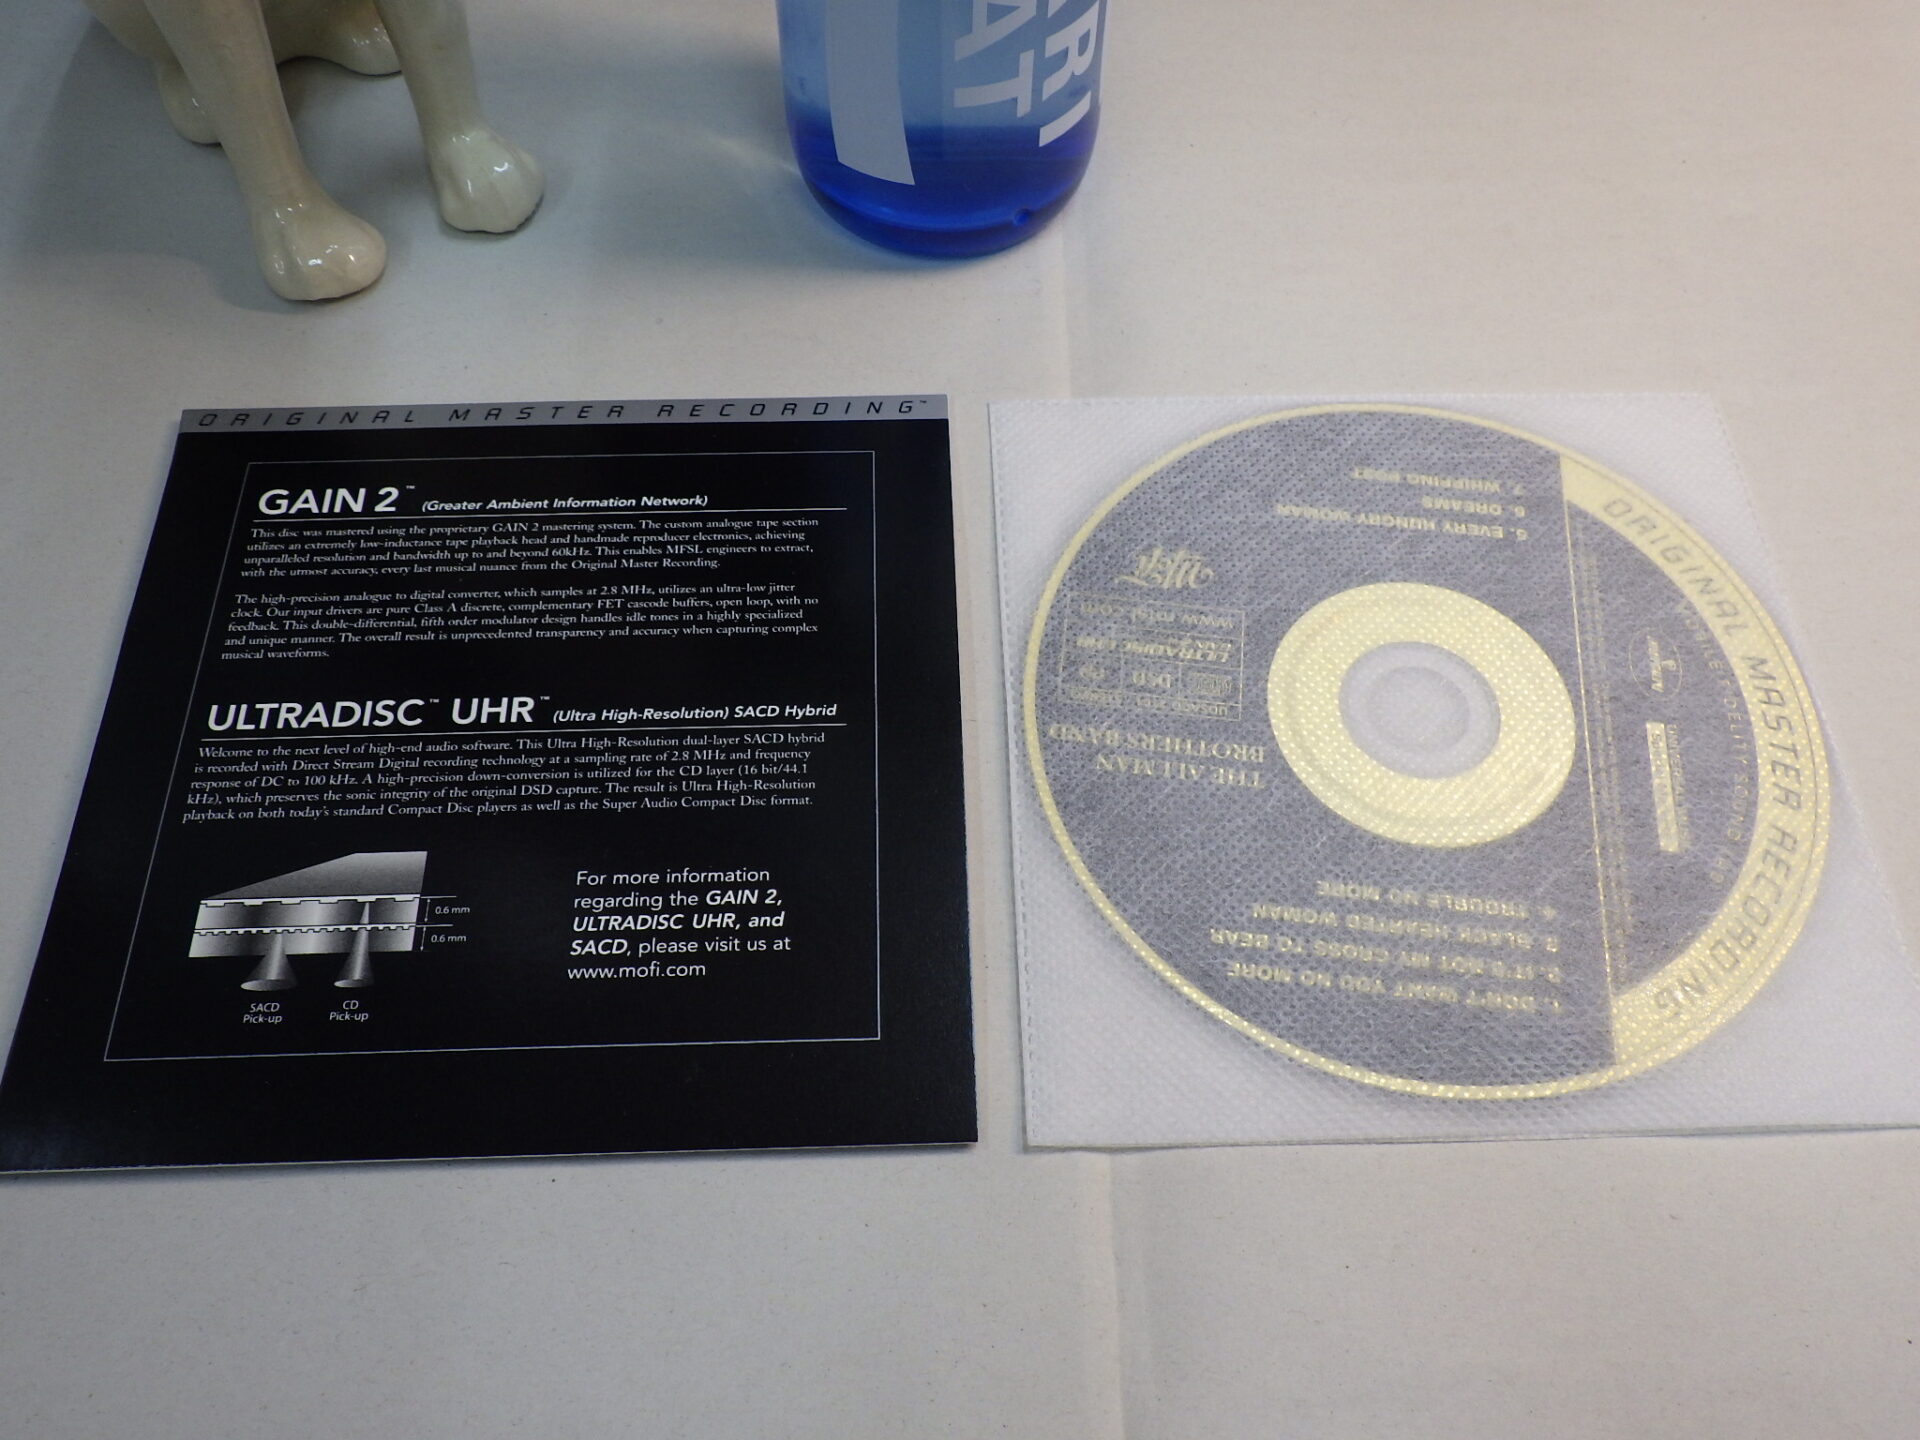 ARI
AT
ORIGINAL MASTER RECORDING™
GAIN 2™ (Greater Ambient Information Network)
This disc was mastered using the proprietary GAIN 2 mastering system. The custom analogue tape section
utilizes an extremely low-inductance tape playback head and handmade reproducer electronics, achieving
unparalleled resolution and bandwidth up to and beyond 60kHz. This enables MFSL engineers to extract,
with the utmost accuracy, every last musical nuance from the Original Master Recording.
The high-precision analogue to digital converter, which samples at 2.8 MHz, utilizes an ultra-low jitter
clock. Our input drivers are pure Class A discrete, complementary FET cascode buffers, open loop, with no
feedback. This double-differential, fifth order modulator design handles idle tones in a highly specialized
and unique manner. The overall result is unprecedented transparency and accuracy when capturing complex
musical waveforms.
ULTRADISC™ UHR™ (Ultra High-Resolution) SACD Hybrid
Welcome to the next level of high-end audio software. This Ultra High-Resolution dual-layer SACD hybrid
is recorded with Direct Stream Digital recording technology at a sampling rate of 2.8 MHz and frequency
response of DC to 100 kHz. A high-precision down-conversion is utilized for the CD layer (16 bit/44.1
kHz), which preserves the sonic integrity of the original DSD capture. The result is Ultra High-Resolution
playback on both today's standard Compact Disc players as well as the Super Audio Compact Disc format.
0.6 mm
0.6 mm
SACD
Pick-up
CD
Pick-up
For more information
regarding the GAIN 2,
ULTRADISC UHR, and
SACD, please visit us at
www.mofi.com
ORIGINAL MASTER RECORDING
MOBILE FIDELITY SOUND LAB
THE ALLMAN
BROTHERS BAND
DSD
ULTRADISC UHR
www.mofi.com
1. DON'T WANT YOU NO MORE
2. IT'S NOT MY CROSS TO BEAR
3. BLACK HEARTED WOMAN
4. TROUBLE NO MORE
5. EVERY HUNGRY WOMAN
6. DREAMS
7. WHIPPING POST